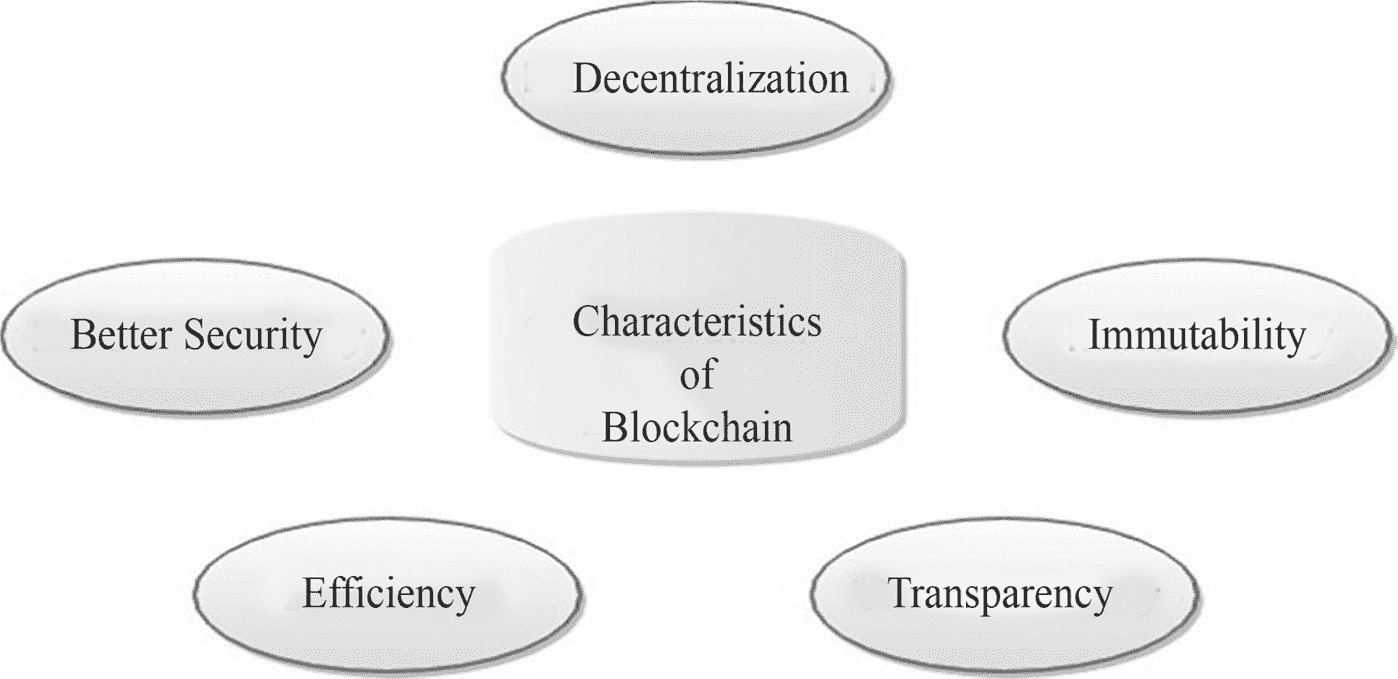 Decentralization
Better Security
Characteristics
of
Blockchain
Immutability
Efficiency
Transparency